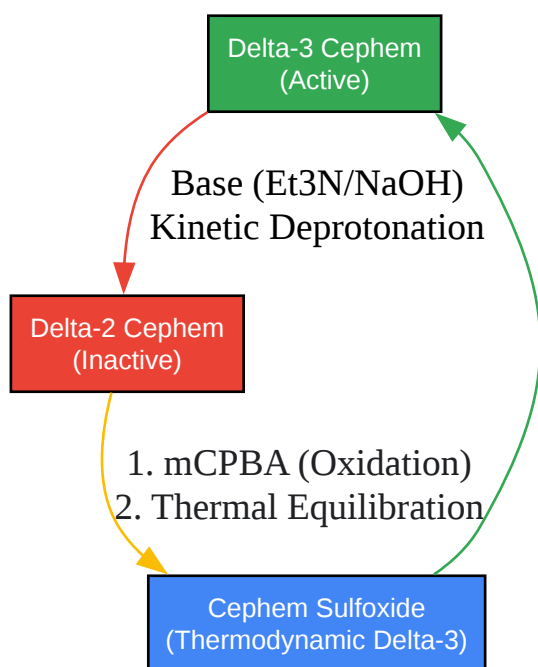 Delta-3 Cephem
(Active)
Base (Et3N/NaOH)
Kinetic Deprotonation
Delta-2 Cephem
(Inactive)
1. mCPBA (Oxidation)
2. Thermal Equilibration
Cephem Sulfoxide
(Thermodynamic Delta-3)